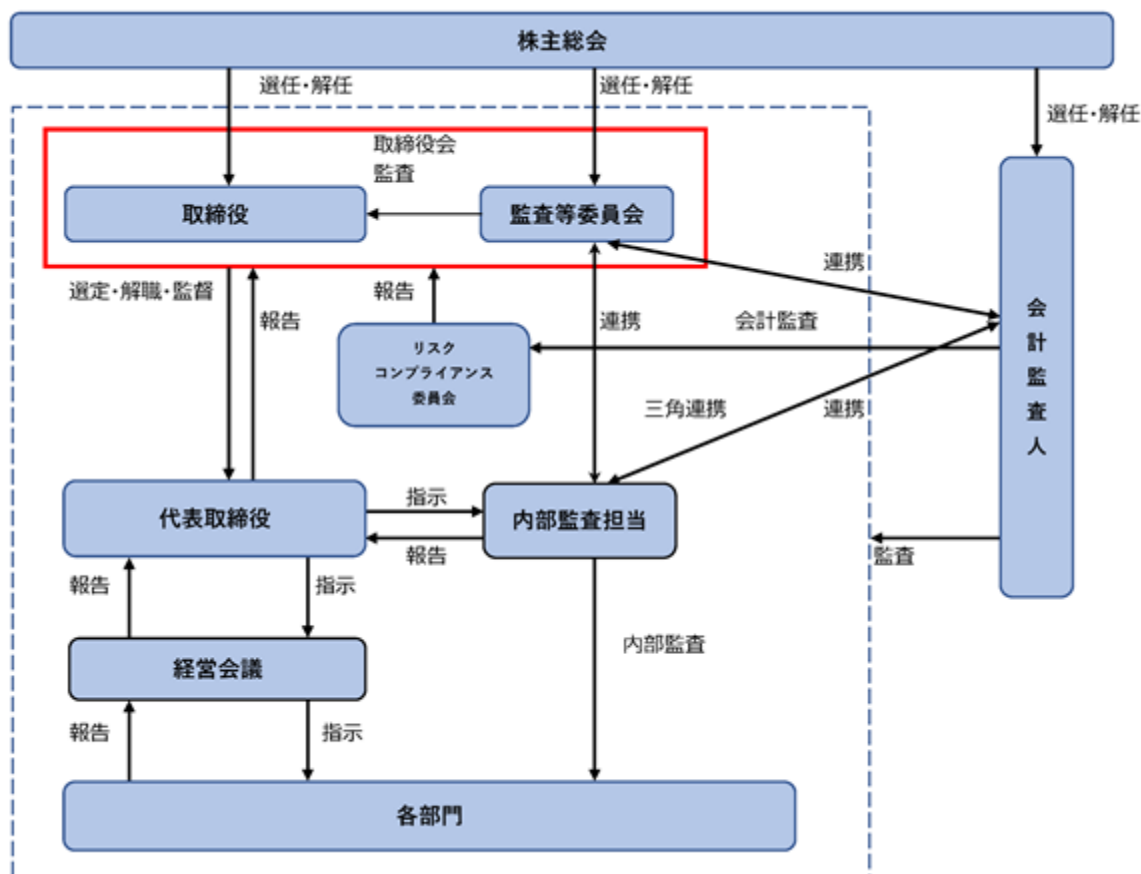 株主総会
選任・解任
選任・解任
選任・解任
取締役会
監査
取締役
監査等委員会
連携
選定・解職・監督
報告
報告
連携
会計監査
リスク
コンプライアンス
委員会
会計監査人
三角連携
連携
代表取締役
指示
内部監査担当
報告
監査
報告
指示
内部監査
経営会議
報告
指示
各部門